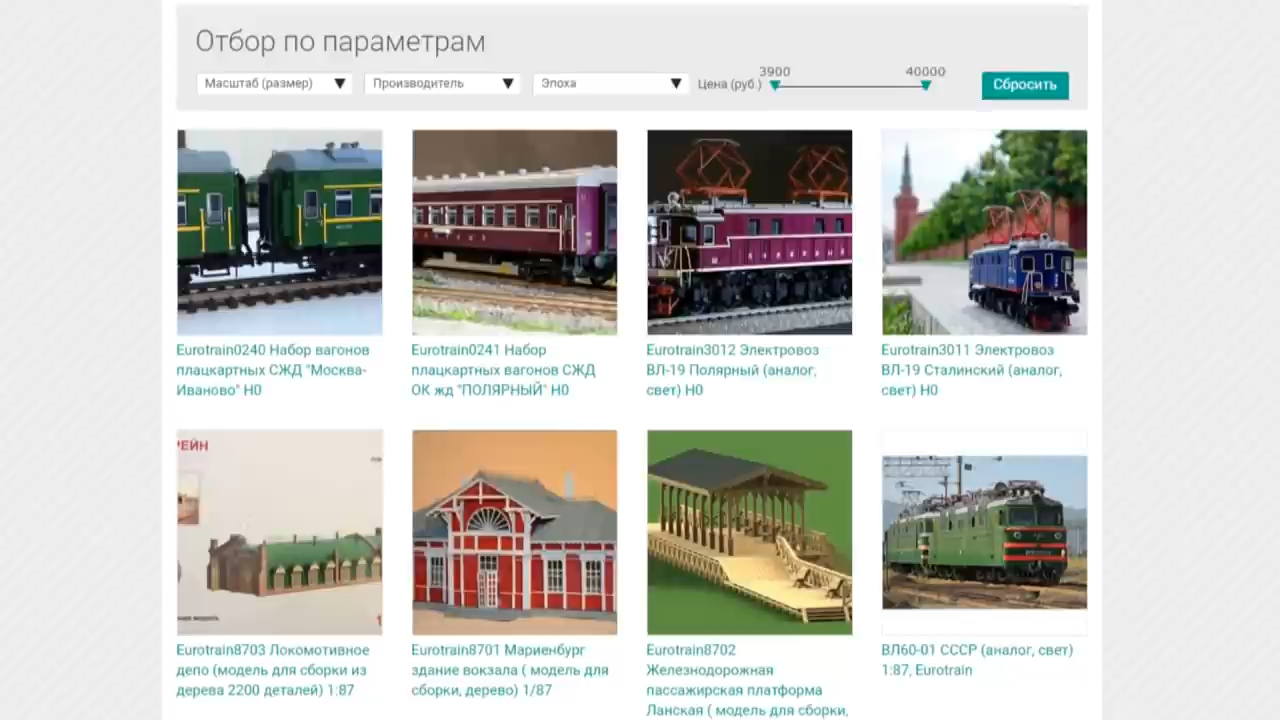 Отбор по параметрам
Масштаб (размер)
Производитель
Эпоха
Цена (руб.)
3900
40000
Сбросить
Eurotrain0240 Набор вагонов
плацкартных СЖД "Москва-
Иваново" Н0
Eurotrain0241 Набор
плацкартных вагонов СЖД
ОК жд "ПОЛЯРНЫЙ" Н0
Eurotrain3012 Электровоз
ВЛ-19 Полярный (аналог,
свет) Н0
Eurotrain3011 Электровоз
ВЛ-19 Сталинский (аналог,
свет) Н0
РЕЙН
Eurotrain8703 Локомотивное
депо (модель для сборки из
дерева 2200 деталей) 1:87
Eurotrain8701 Мариенбург
здание вокзала ( модель для
сборки, дерево) 1/87
Eurotrain8702
Железнодорожная
пассажирская платформа
Ланская ( модель для сборки,
ВЛ60-01 СССР (аналог, свет)
1:87, Eurotrain